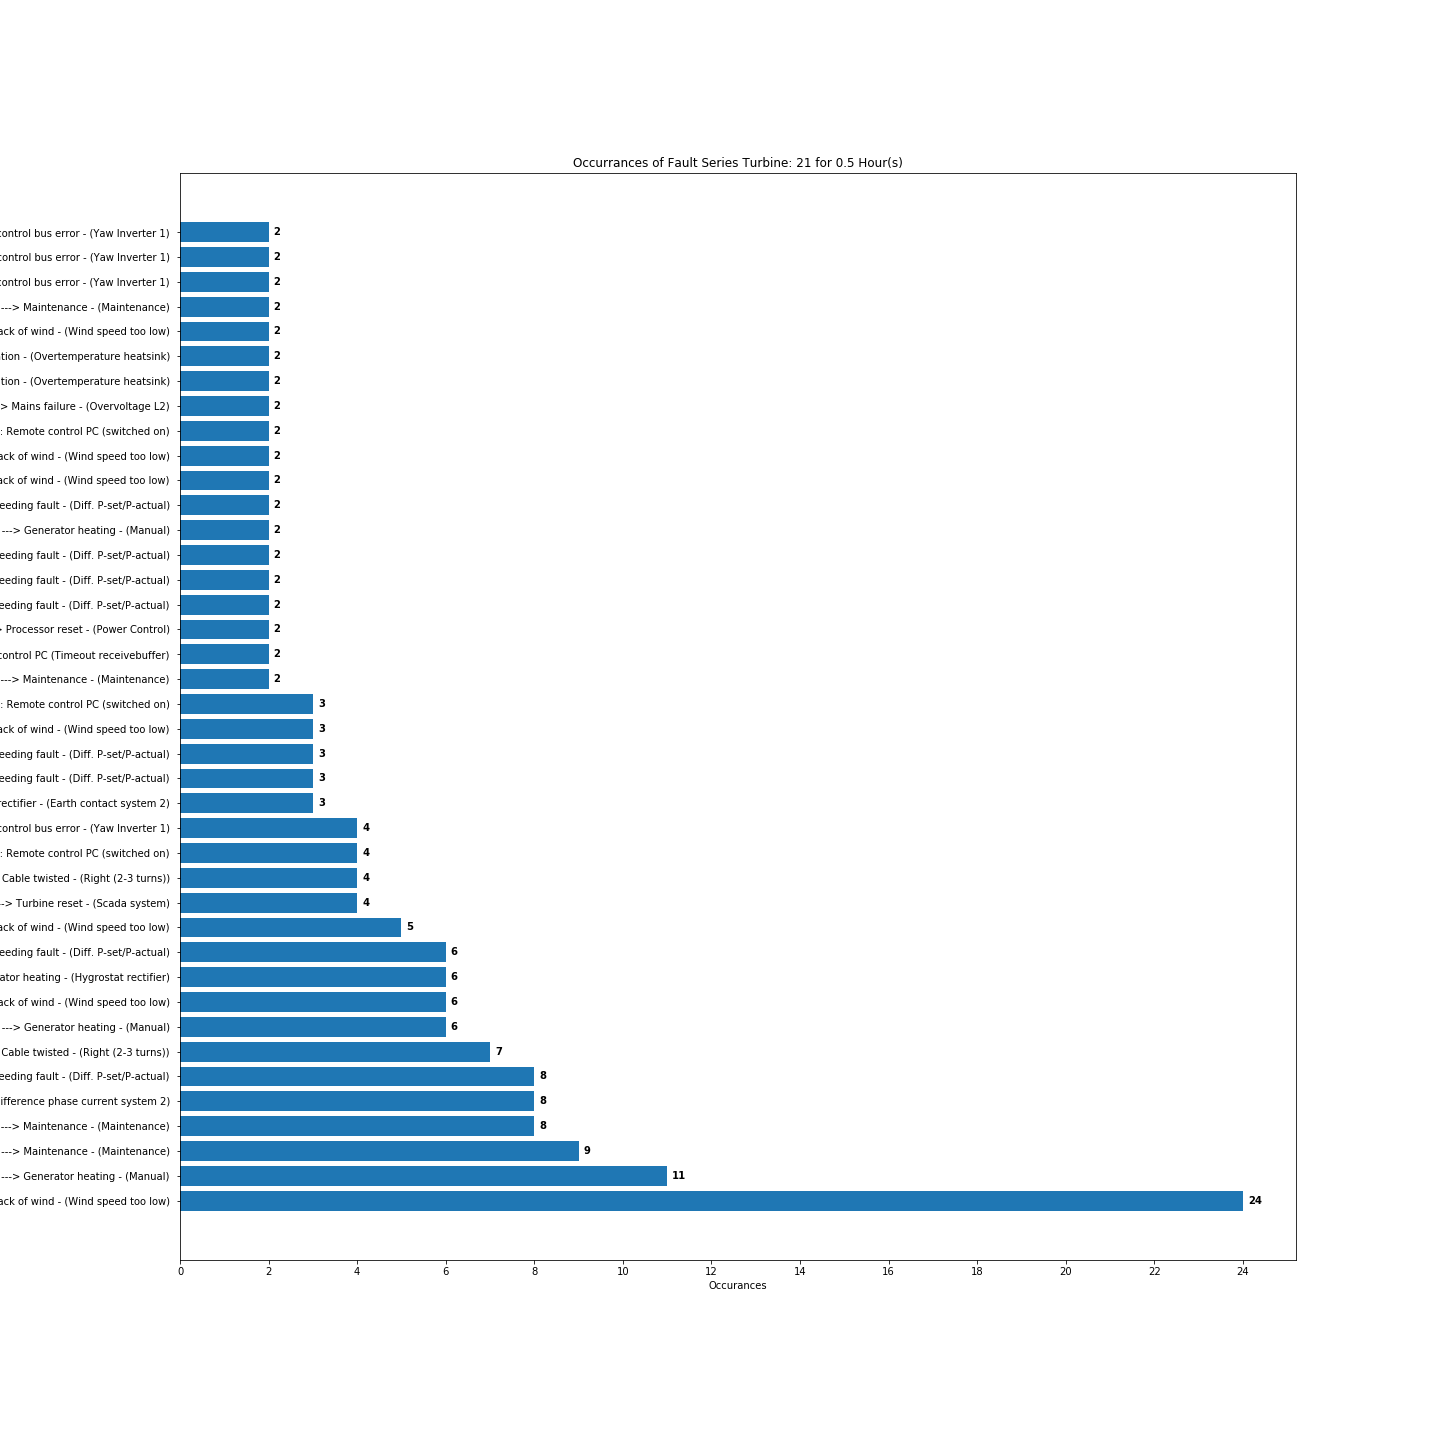 Occurrances of Fault Series Turbine: 21 for 0.5 Hour(s)
control bus error - (Yaw Inverter 1) 2
control bus error - (Yaw Inverter 1) 2
control bus error - (Yaw Inverter 1) 2
---> Maintenance - (Maintenance) 2
ack of wind - (Wind speed too low) 2
tion - (Overtemperature heatsink) 2
tion - (Overtemperature heatsink) 2
> Mains failure - (Overvoltage L2) 2
: Remote control PC (switched on) 2
ack of wind - (Wind speed too low) 2
ack of wind - (Wind speed too low) 2
eeding fault - (Diff. P-set/P-actual) 2
---> Generator heating - (Manual) 2
eeding fault - (Diff. P-set/P-actual) 2
eeding fault - (Diff. P-set/P-actual) 2
eeding fault - (Diff. P-set/P-actual) 2
> Processor reset - (Power Control) 2
control PC (Timeout receivebuffer) 2
---> Maintenance - (Maintenance) 2
: Remote control PC (switched on) 3
ack of wind - (Wind speed too low) 3
eeding fault - (Diff. P-set/P-actual) 3
eeding fault - (Diff. P-set/P-actual) 3
rectifier - (Earth contact system 2) 3
control bus error - (Yaw Inverter 1) 4
: Remote control PC (switched on) 4
Cable twisted - (Right (2-3 turns)) 4
-> Turbine reset - (Scada system) 4
ack of wind - (Wind speed too low) 5
eeding fault - (Diff. P-set/P-actual) 6
ator heating - (Hygrostat rectifier) 6
ack of wind - (Wind speed too low) 6
---> Generator heating - (Manual) 6
Cable twisted - (Right (2-3 turns)) 7
eeding fault - (Diff. P-set/P-actual) 8
ifference phase current system 2) 8
---> Maintenance - (Maintenance) 8
---> Maintenance - (Maintenance) 9
---> Generator heating - (Manual) 11
ack of wind - (Wind speed too low) 24
0 2 4 6 8 10 12 14 16 18 20 22 24
Occurances